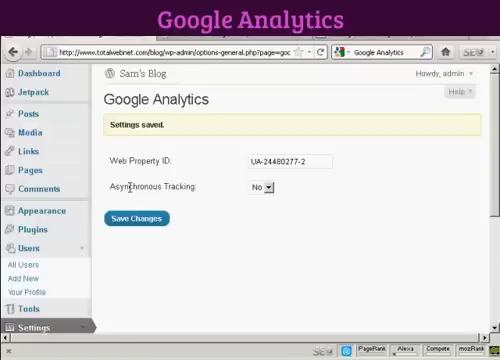 Google Analytics
http://www.totalwebnet.com/blog/wp-admin/options-general.php?page=goc
Google Analytics
SEM
Dashboard
Sam's Blog
Howdy, admin
Jetpack
Google Analytics
Help
Posts
Settings saved.
Media
Links
Web Property ID:
UA-24480277-2
Pages
Asynchronous Tracking:
No
Comments
Appearance
Save Changes
Plugins
Users
All Users
Add New
Your Profile
Tools
Settings
SEM
PageRank
Alexa
Compete
mozRank